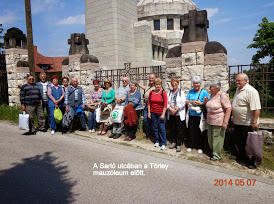 A Sarló utcában a Törley
mauzóleum előtt.
2014 05 07